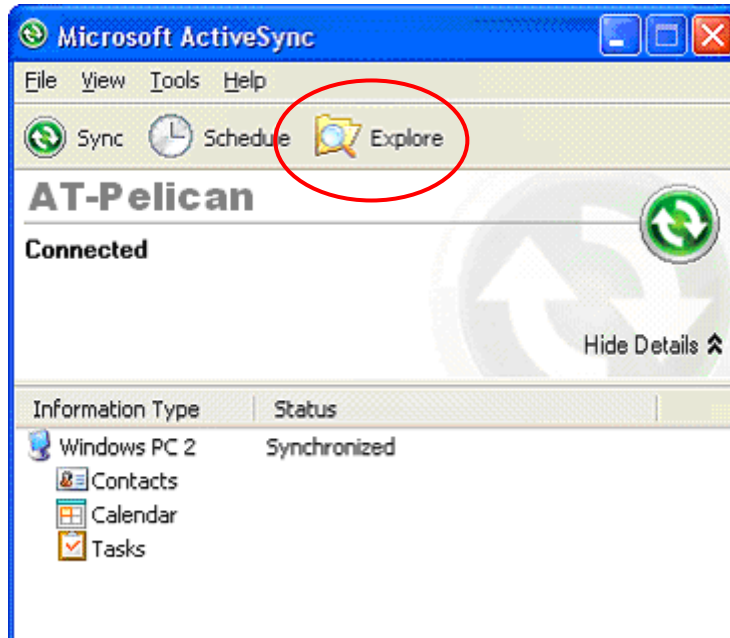 Microsoft ActiveSync
File View Tools Help
Sync Schedule Explore
AT-Pelican
Connected
Hide Details
Information Type Status
Windows PC 2 Synchronized
Contacts
Calendar
Tasks